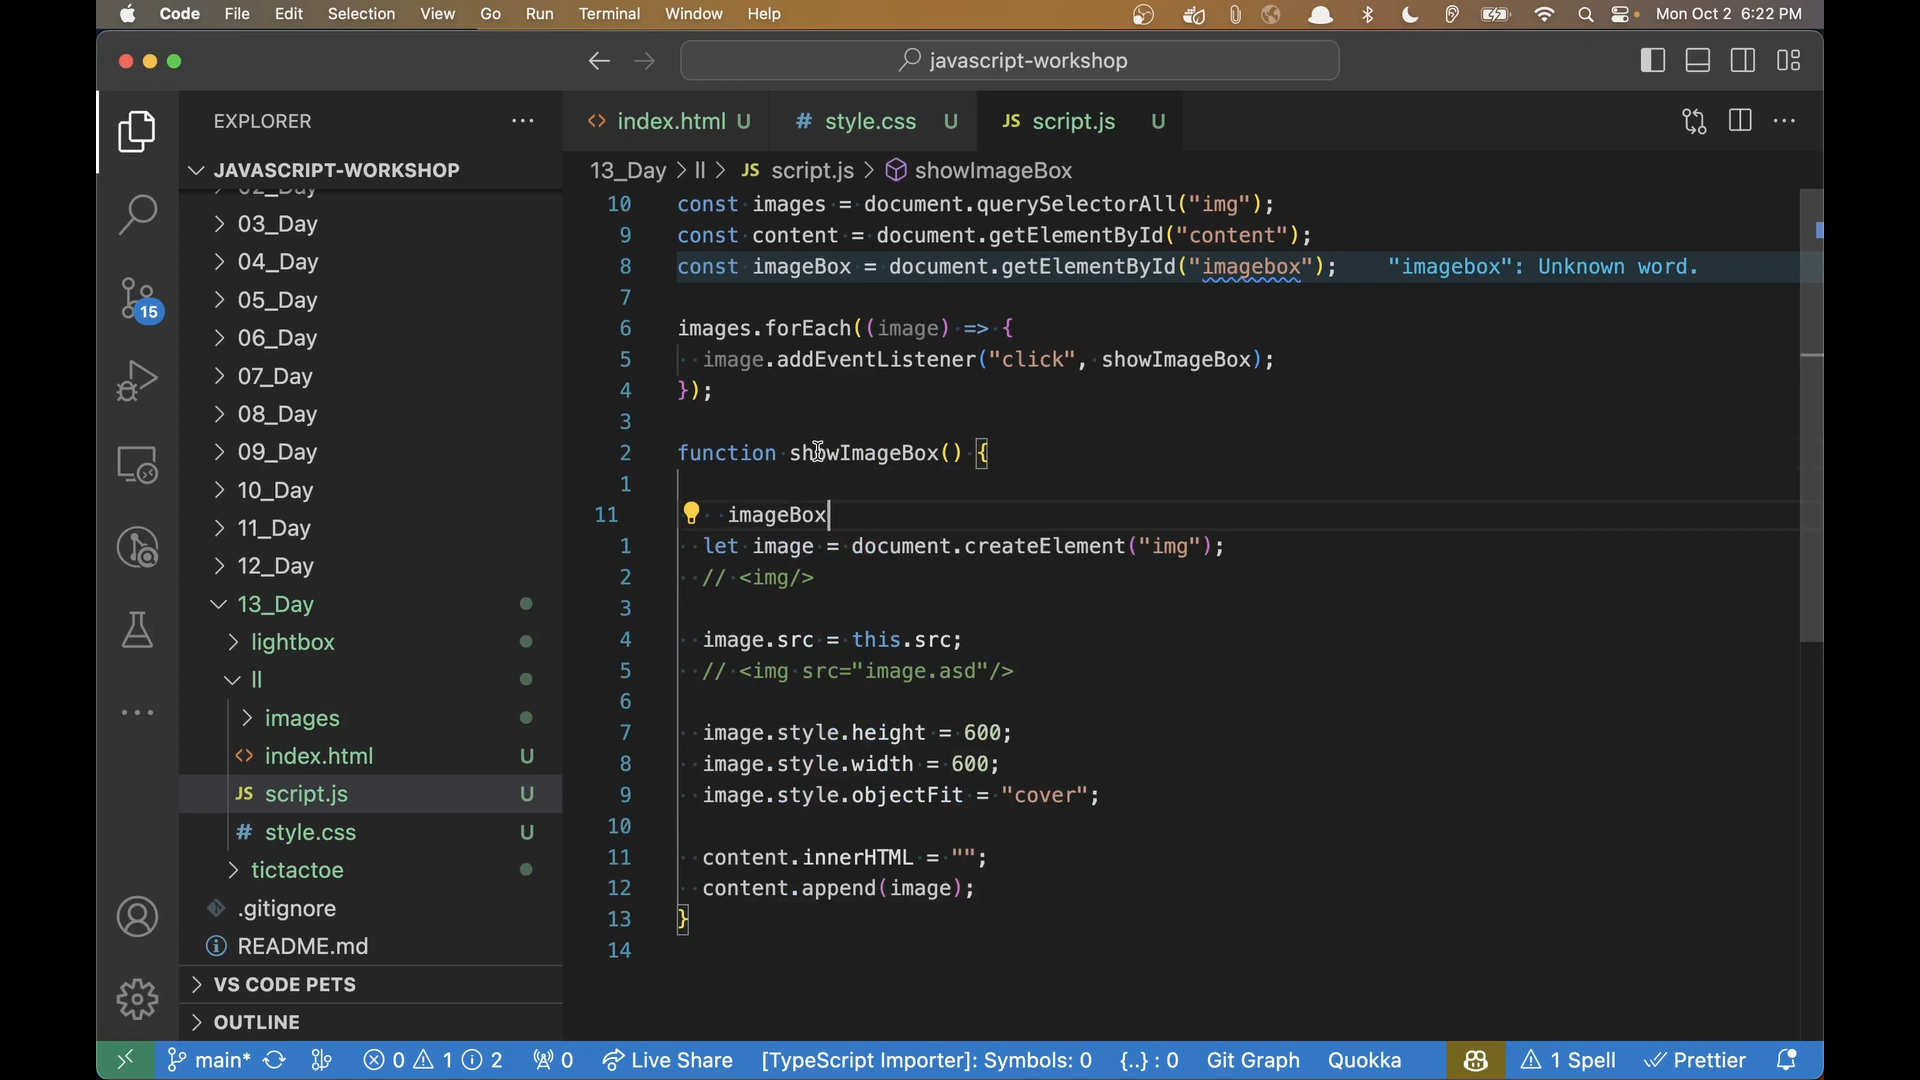 Code File Edit Selection View Go Run Terminal Window Help Mon Oct 2 6:22 PM
javascript-workshop
EXPLORER
index.html U
# style.css U
JS script.js U
JAVASCRIPT-WORKSHOP
13_Day > ll > JS script.js > showImageBox
02_Day
03_Day
04_Day
05_Day
06_Day
07_Day
08_Day
09_Day
10_Day
11_Day
12_Day
13_Day
lightbox
ll
images
index.html U
JS script.js U
# style.css U
tictactoe
.gitignore
README.md
VS CODE PETS
OUTLINE
15
10 const images = document.querySelectorAll("img");
9 const content = document.getElementById("content");
8 const imageBox = document.getElementById("imagebox"); "imagebox": Unknown word.
7
6 images.forEach((image) => {
5 image.addEventListener("click", showImageBox);
4 });
3
2 function showImageBox() {
1
11 imageBox
1 let image = document.createElement("img");
2 // <img/>
3
4 image.src = this.src;
5 // <img src="image.asd"/>
6
7 image.style.height = 600;
8 image.style.width = 600;
9 image.style.objectFit = "cover";
10
11 content.innerHTML = "";
12 content.append(image);
13 }
14
main* 0 1 2 0 Live Share [TypeScript Importer]: Symbols: 0 {..} : 0 Git Graph Quokka 1 Spell Prettier